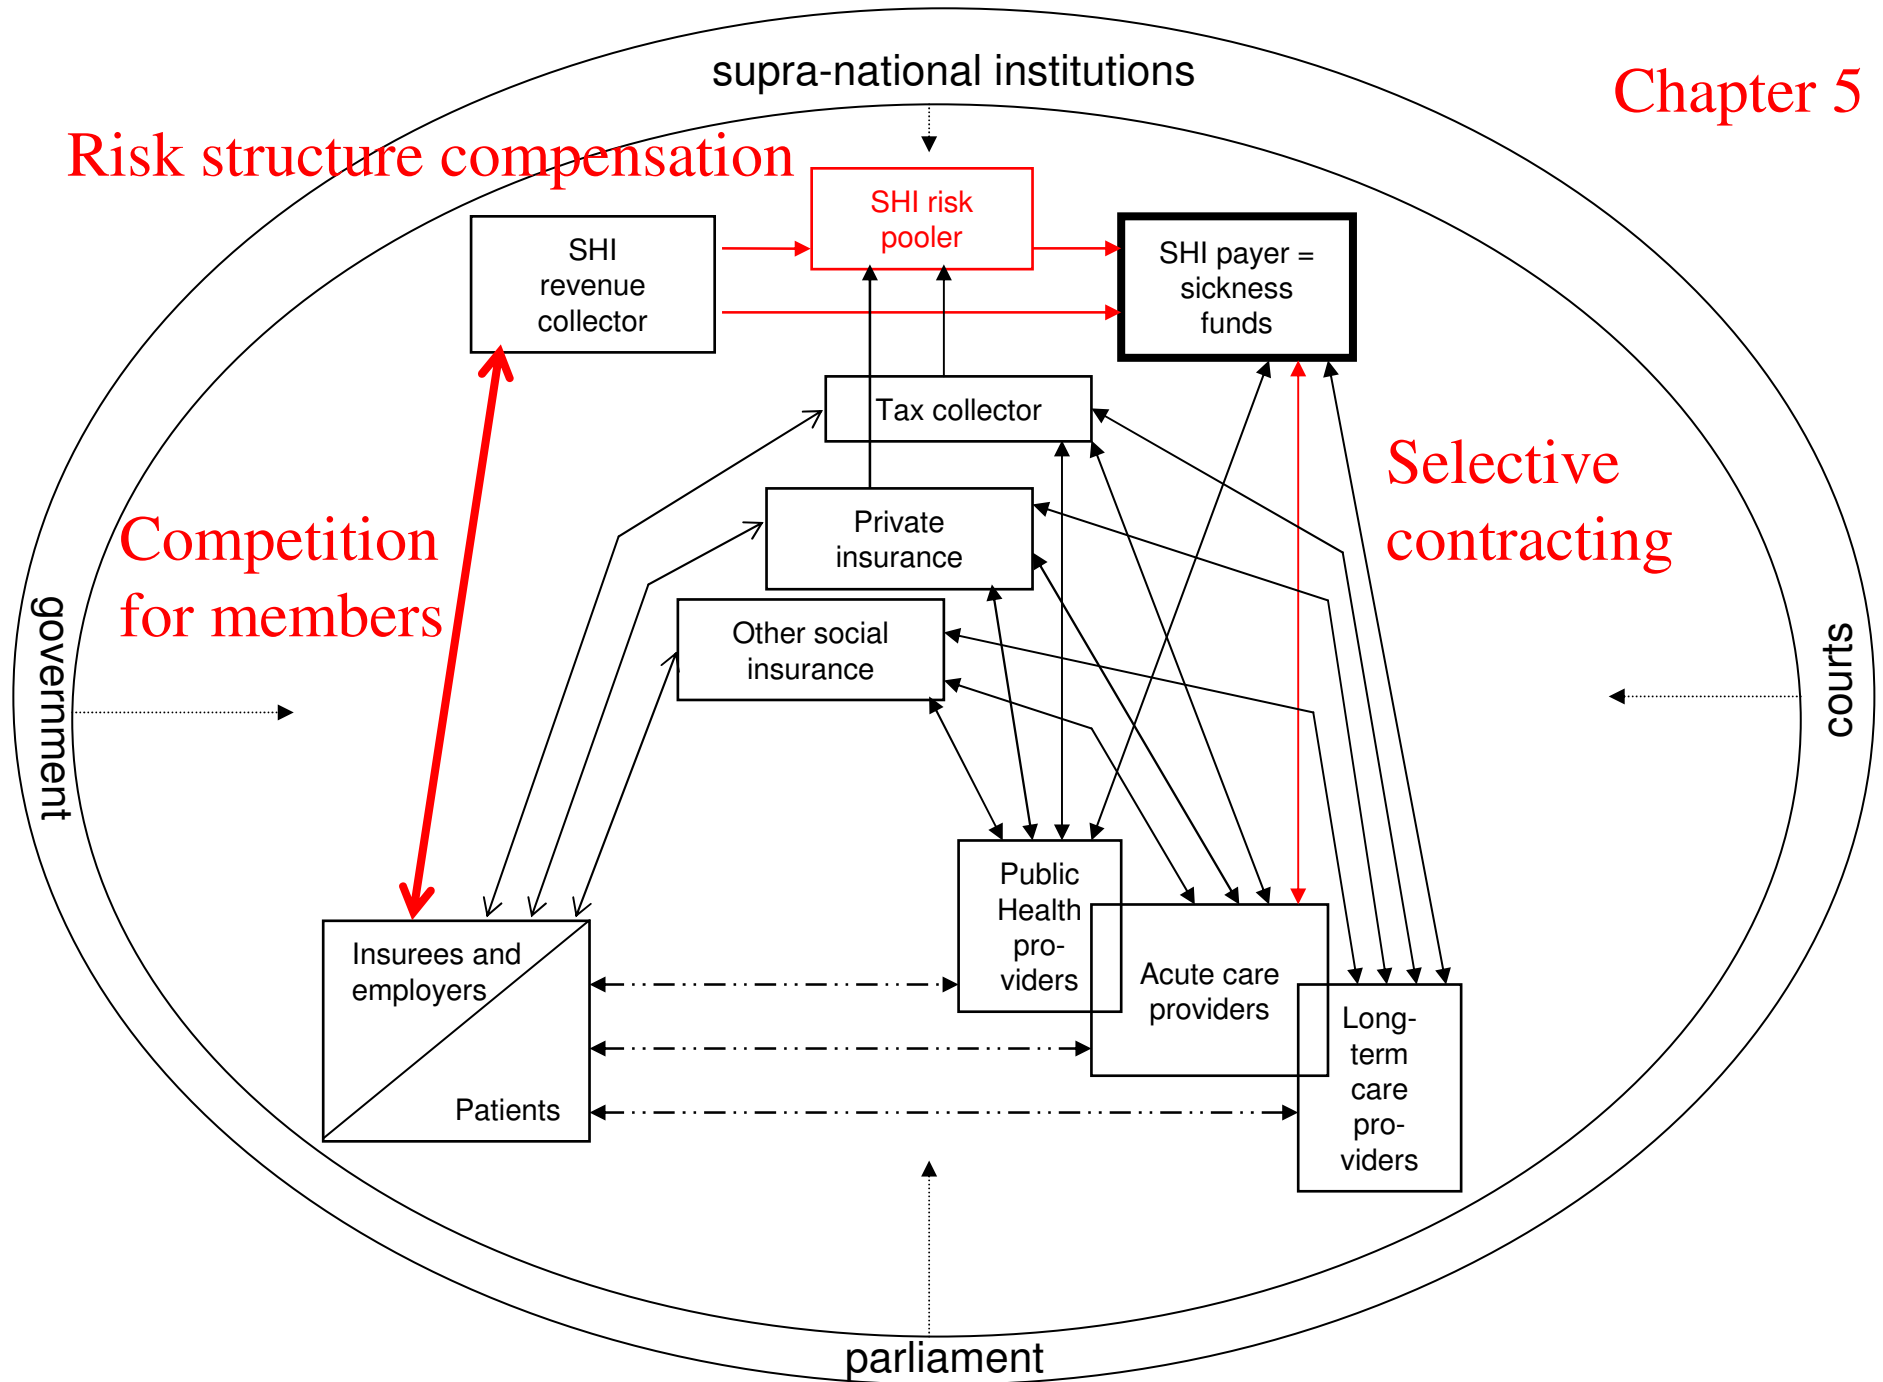 supra-national institutions
Chapter 5
Risk structure compensation
SHI risk
pooler
SHI
revenue
collector
SHI payer =
sickness
funds
Tax collector
Selective
contracting
Private
insurance
Competition
for members
Other social
insurance
government
courts
Public
Health
pro-
viders
Insurees and
employers
Acute care
providers
Long-
term
care
pro-
viders
Patients
parliament